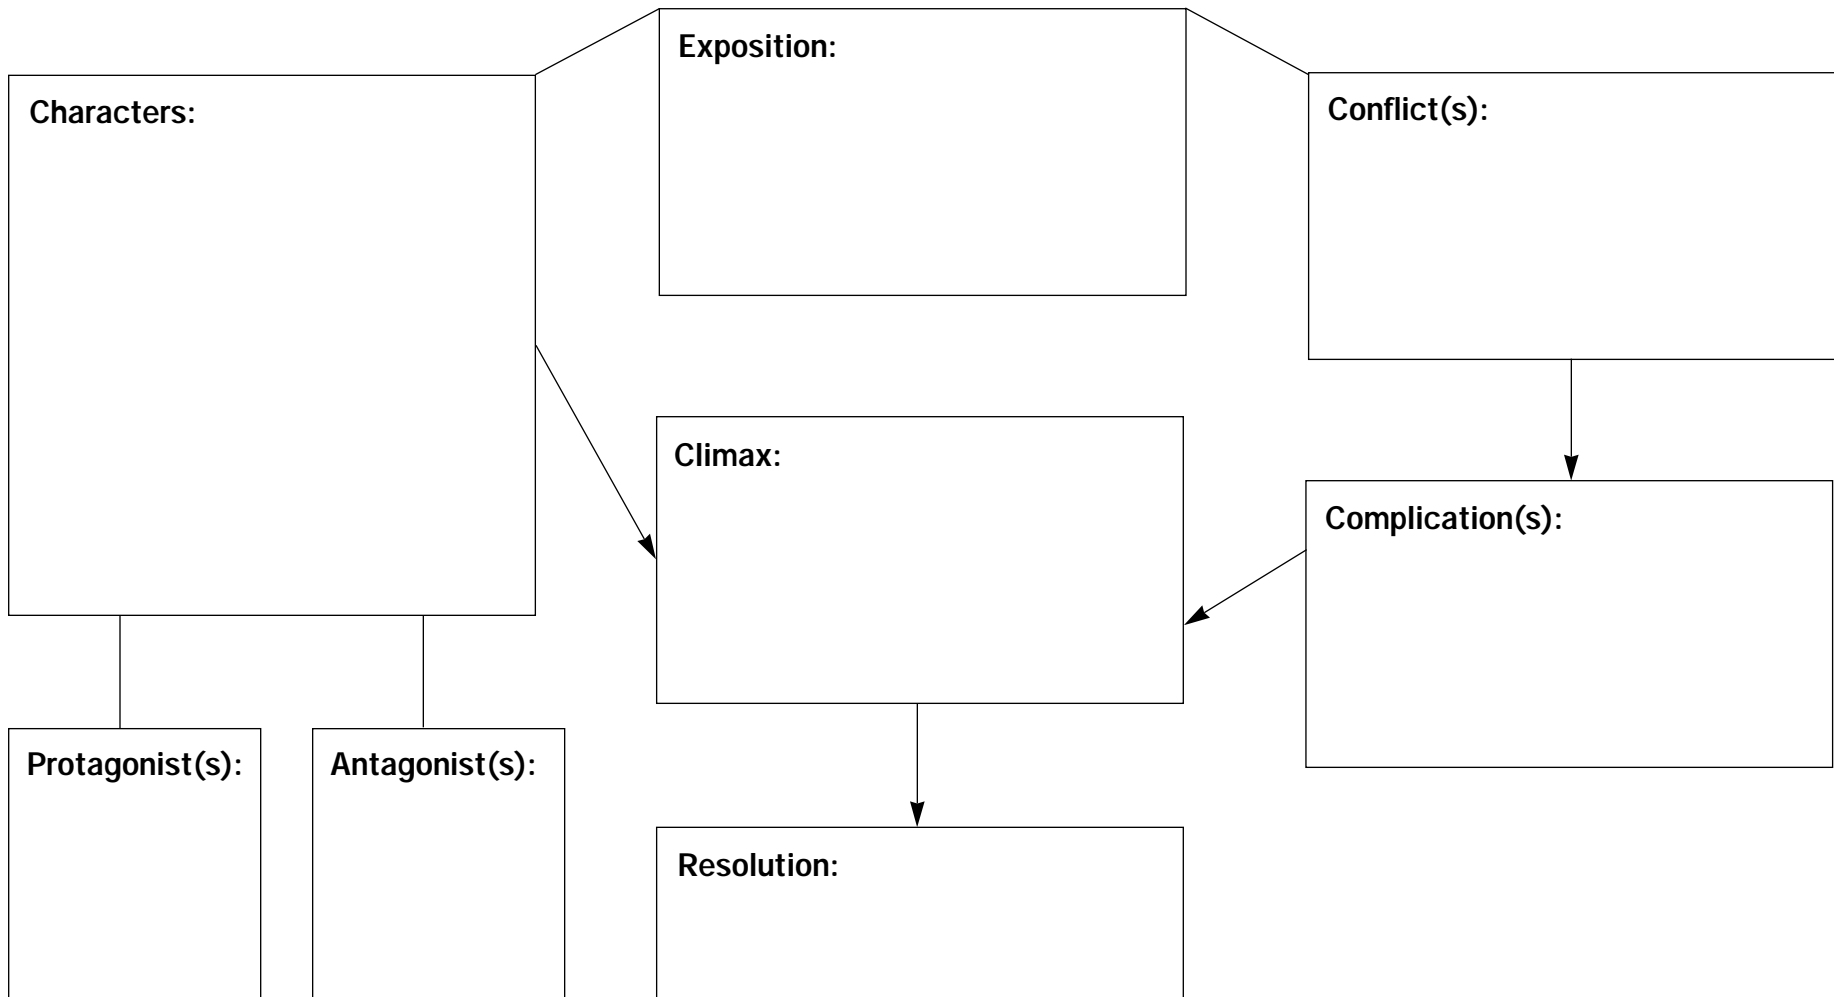 Exposition:
Characters:
Conflict(s):
Climax:
Complication(s):
Protagonist(s):
Antagonist(s):
Resolution: